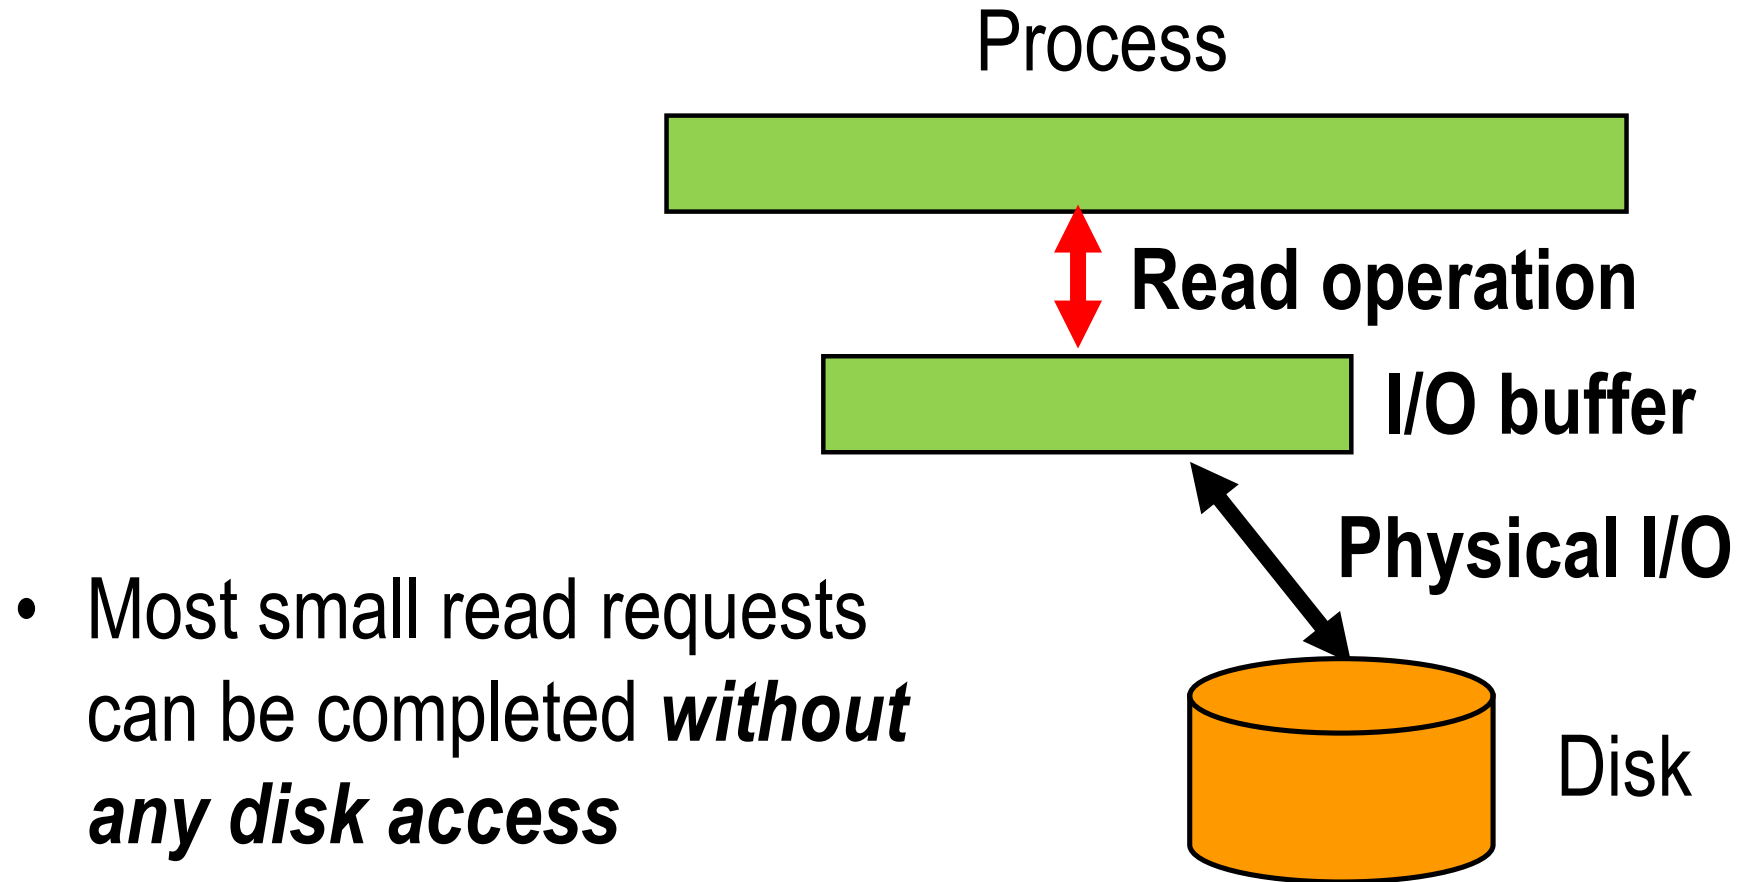 Process
Read operation
I/O buffer
Physical I/O
• Most small read requests
can be completed without
any disk access
Disk